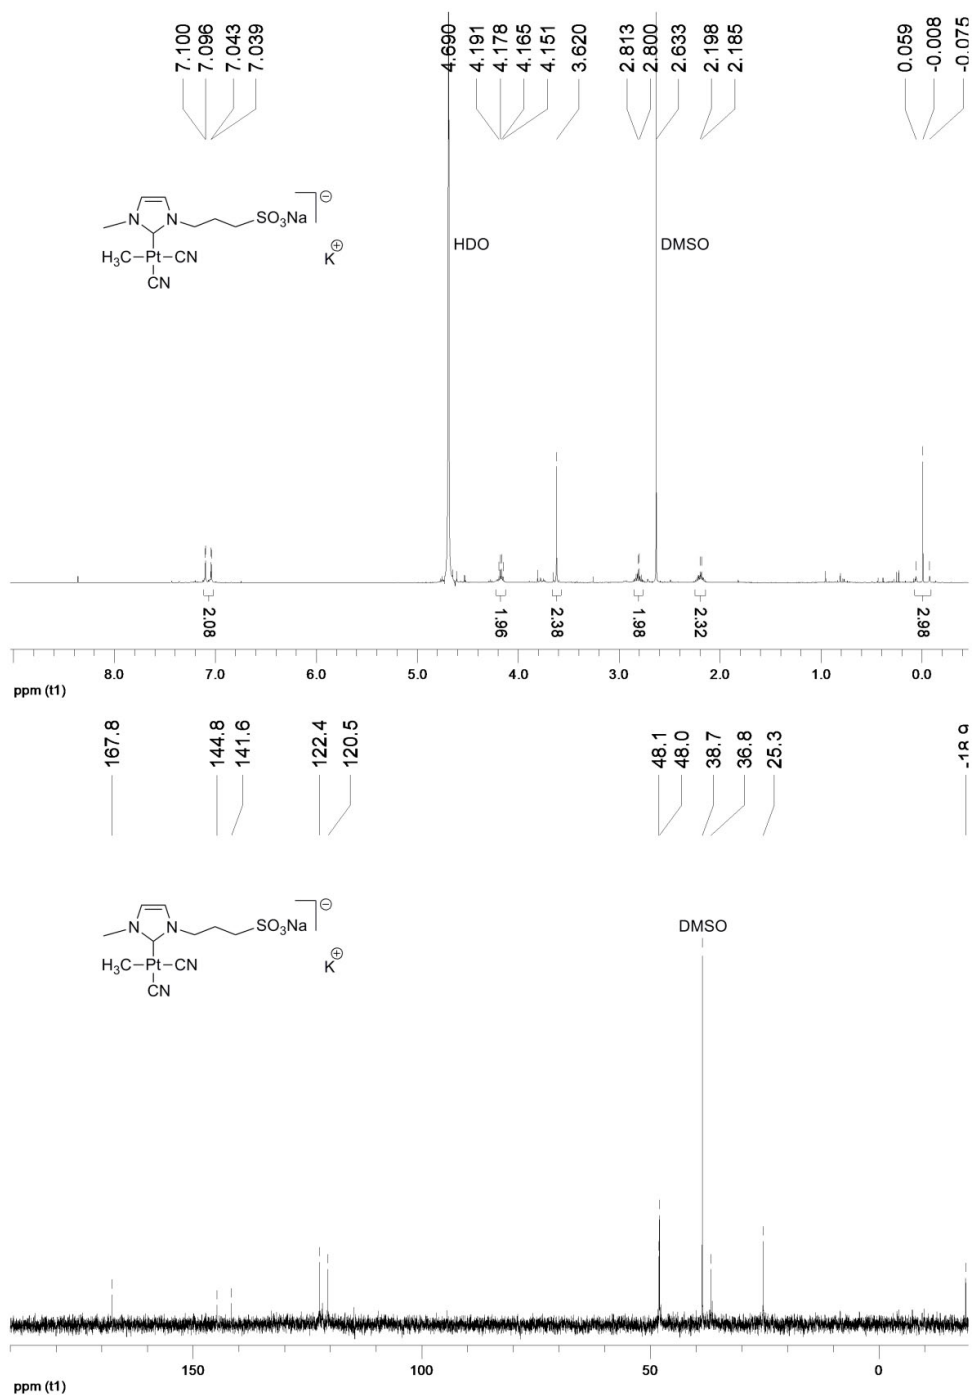 7.100
7.096
7.043
7.039
4.690
4.191
4.178
4.165
4.151
3.620
2.813
2.800
2.633
2.198
2.185
0.059
-0.008
-0.075
N N SO₃Na ⊖
H₃C Pt CN K⊕
CN
HDO
DMSO
2.08
1.96
2.38
1.98
2.32
2.98
8.0 7.0 6.0 5.0 4.0 3.0 2.0 1.0 0.0
ppm (t1)
167.8
144.8
141.6
122.4
120.5
48.1
48.0
38.7
36.8
25.3
-18.9
N N SO₃Na ⊖
H₃C Pt CN K⊕
CN
DMSO
150 100 50 0
ppm (t1)